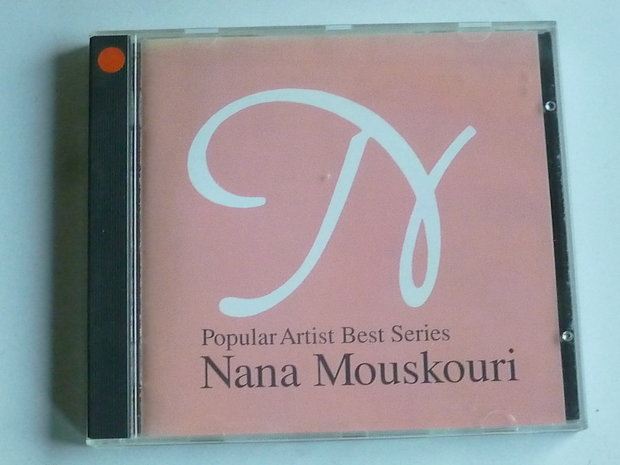 N
Popular Artist Best Series
Nana Mouskouri